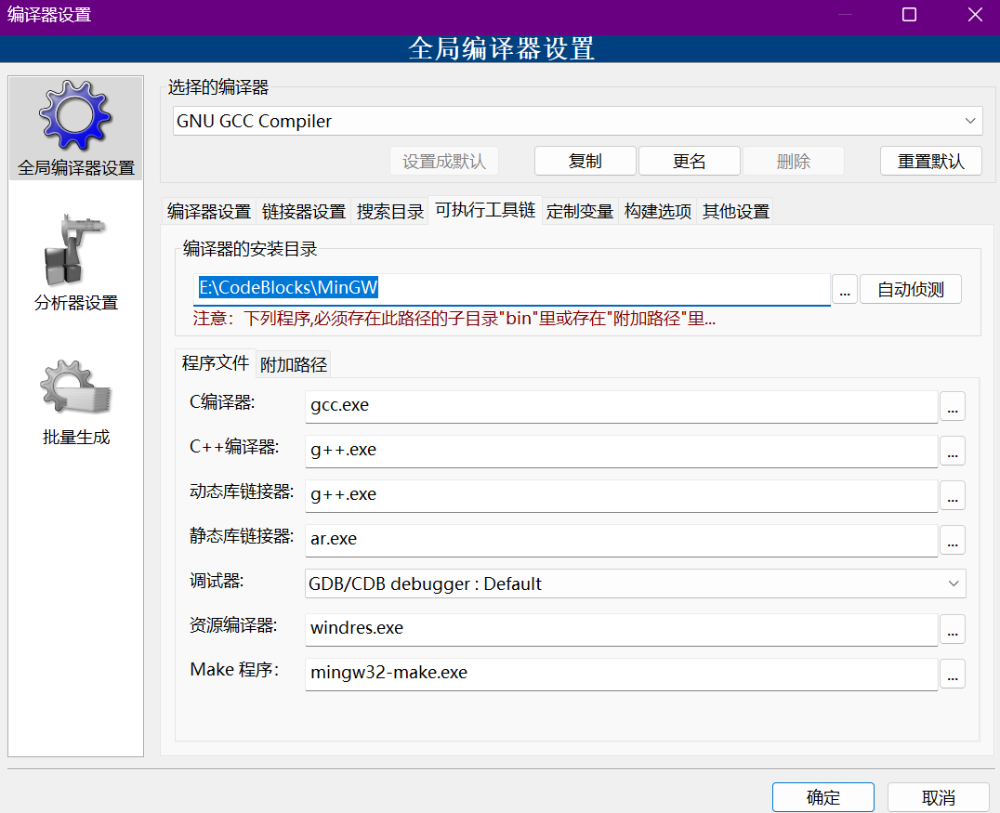 编译器设置
全局编译器设置
全局编译器设置
分析器设置
批量生成
选择的编译器
GNU GCC Compiler
设置成默认 复制 更名 删除 重置默认
编译器设置 链接器设置 搜索目录 可执行工具链 定制变量 构建选项 其他设置
编译器的安装目录
E:\CodeBlocks\MinGW ... 自动侦测
注意：下列程序,必须存在此路径的子目录"bin"里或存在"附加路径"里...
程序文件 附加路径
C编译器: gcc.exe ...
C++编译器: g++.exe ...
动态库链接器: g++.exe ...
静态库链接器: ar.exe ...
调试器: GDB/CDB debugger : Default
资源编译器: windres.exe ...
Make 程序： mingw32-make.exe ...
确定 取消